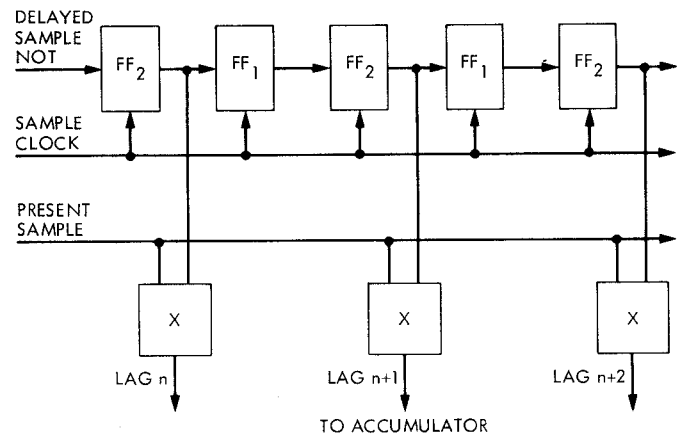 DELAYED
SAMPLE
NOT
FF2 FF1 FF2 FF1 FF2
SAMPLE
CLOCK
PRESENT
SAMPLE
X X X
LAG n LAG n+1 LAG n+2
TO ACCUMULATOR